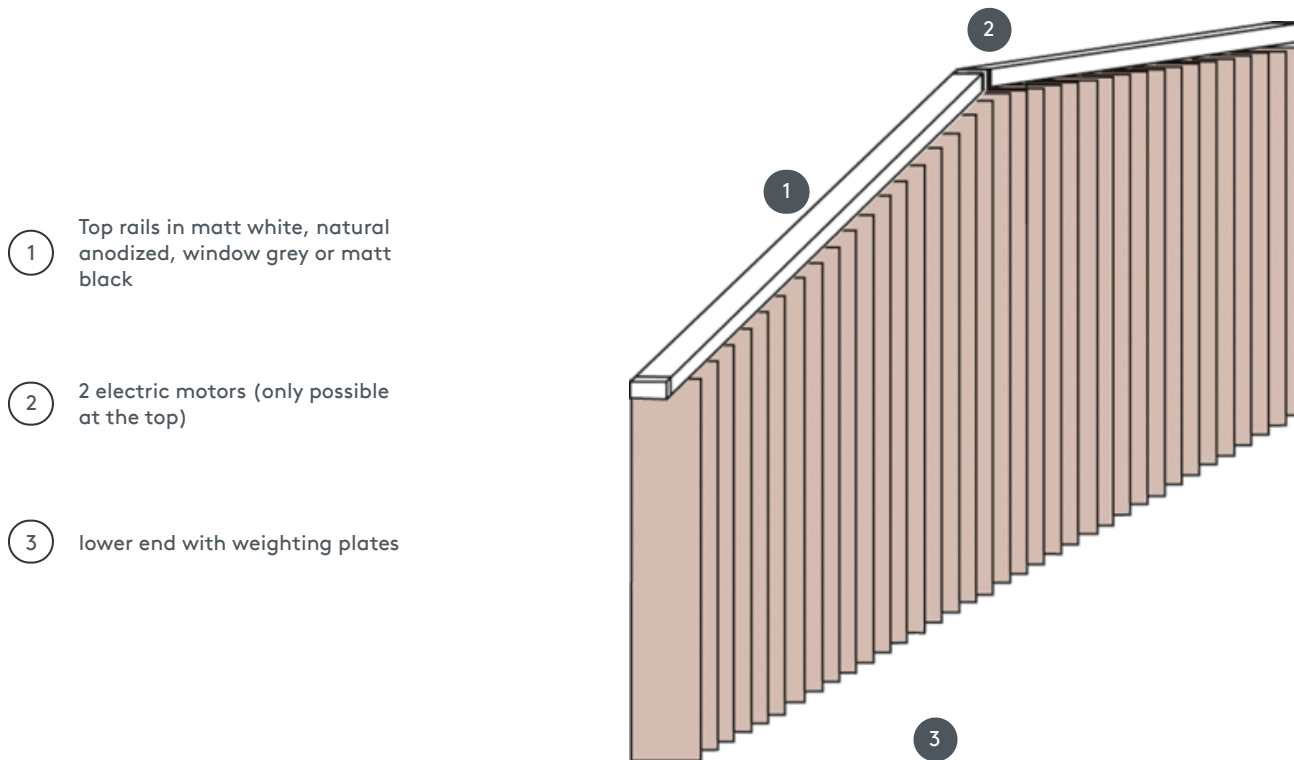 1
Top rails in matt white, natural
anodized, window grey or matt
black
2
2 electric motors (only possible
at the top)
3
lower end with weighting plates
2
1
3